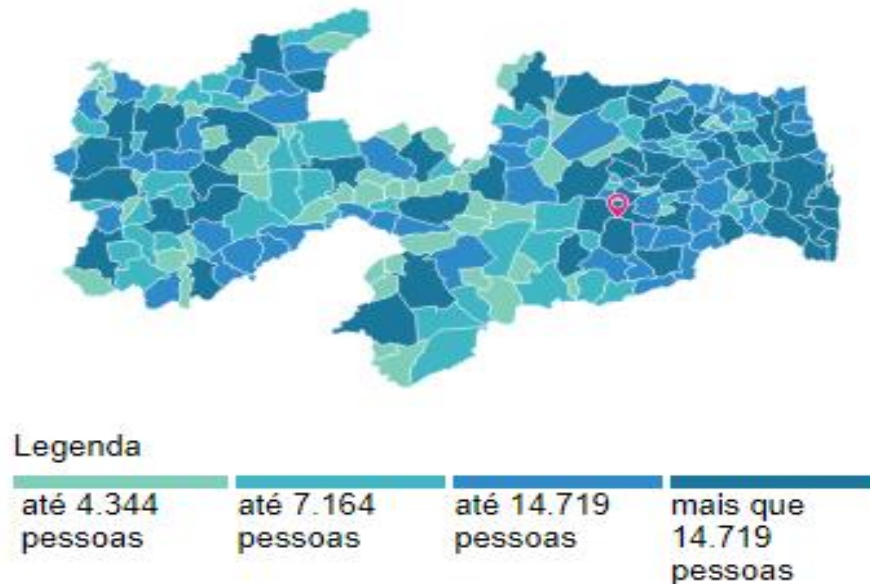 Legenda
até 4.344 pessoas
até 7.164 pessoas
até 14.719 pessoas
mais que 14.719 pessoas